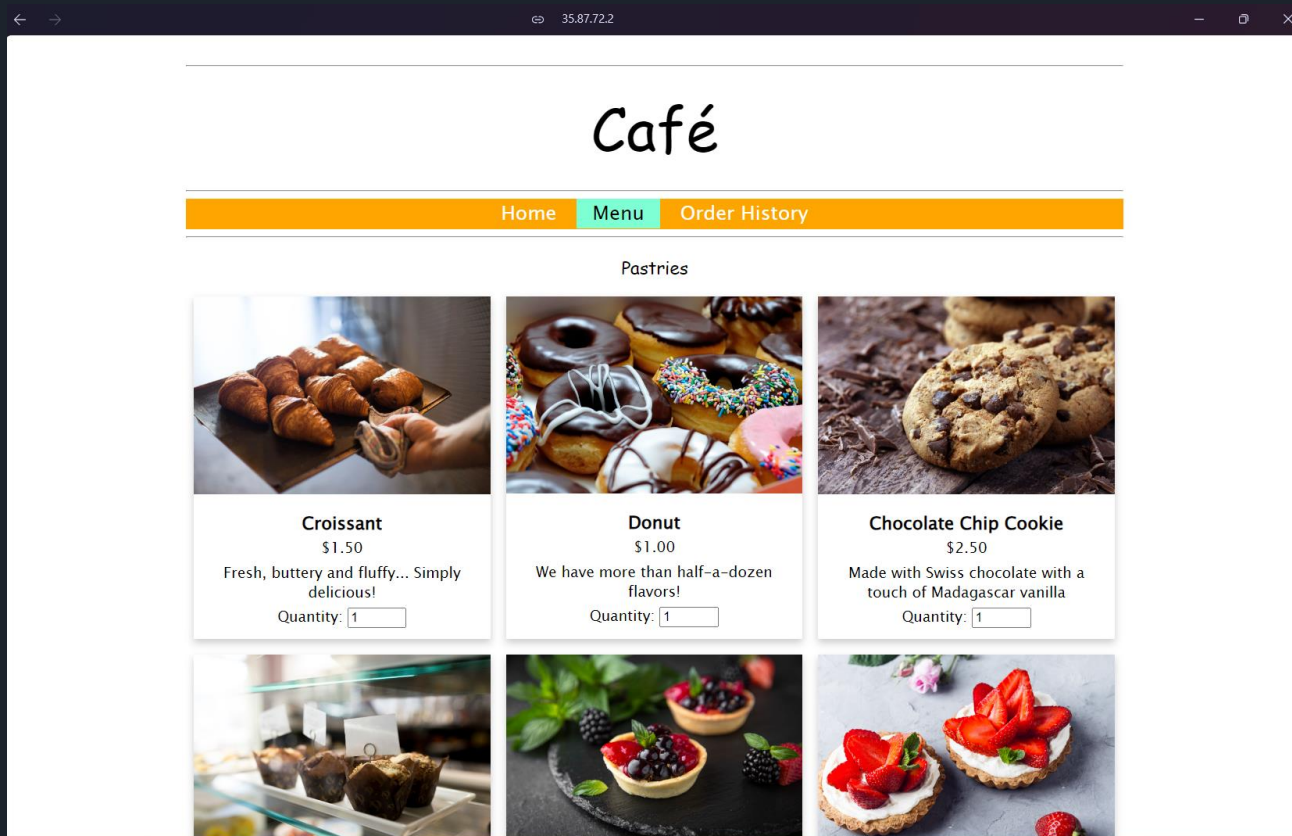 35.87.72.2
Café
Home Menu Order History
Pastries
Croissant
$1.50
Fresh, buttery and fluffy... Simply
delicious!
Quantity: 1
Donut
$1.00
We have more than half-a-dozen
flavors!
Quantity: 1
Chocolate Chip Cookie
$2.50
Made with Swiss chocolate with a
touch of Madagascar vanilla
Quantity: 1